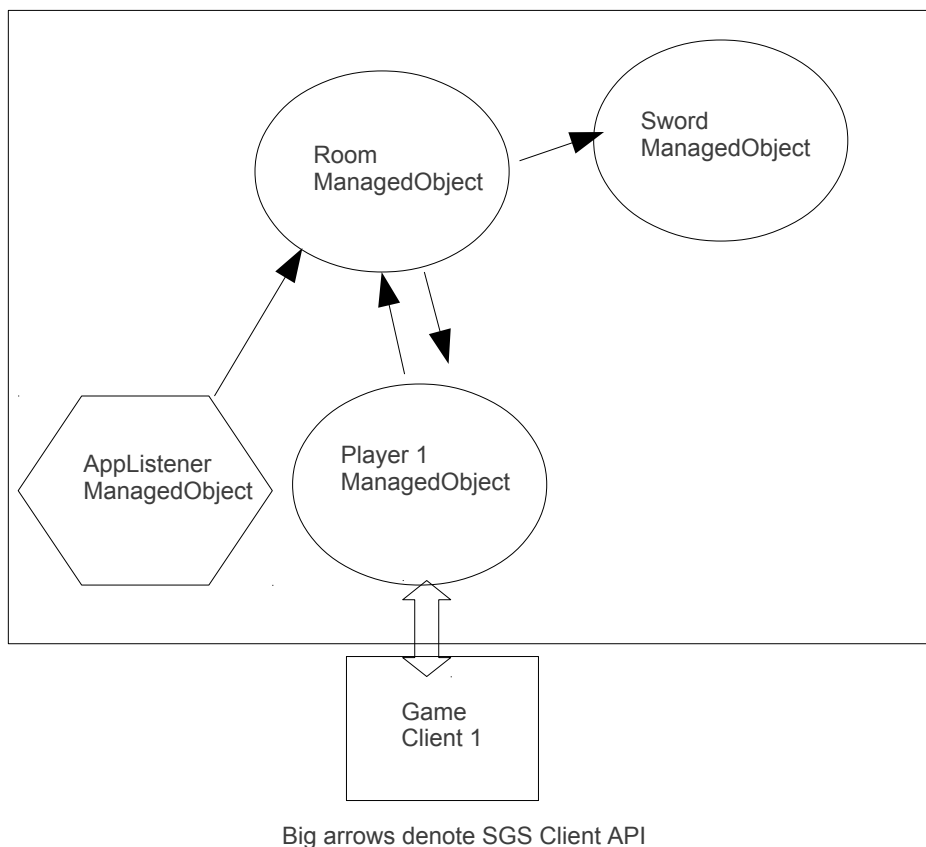 Room
ManagedObject
Sword
ManagedObject
AppListener
ManagedObject
Player 1
ManagedObject
Game
Client 1
Big arrows denote SGS Client API